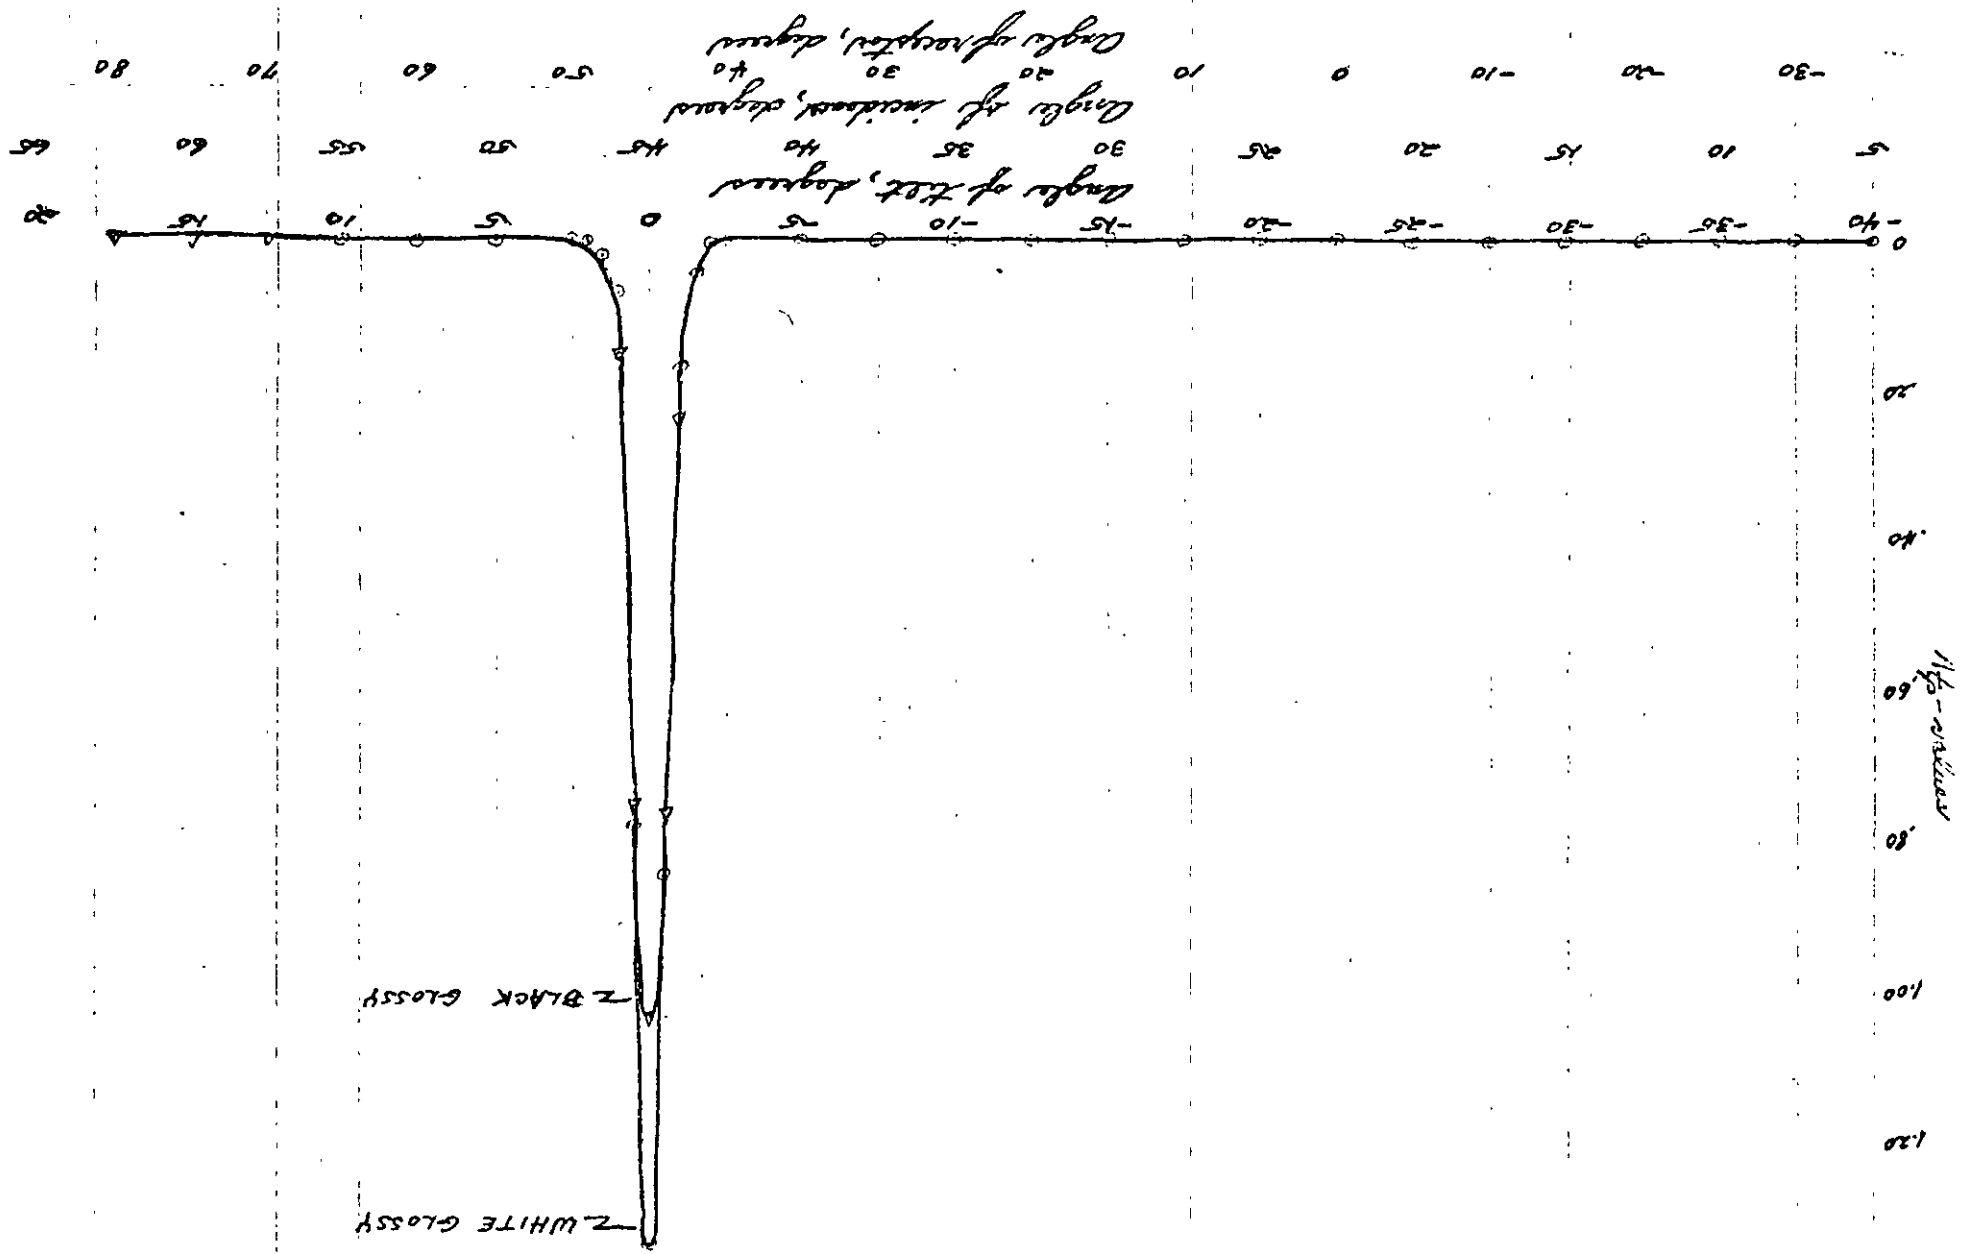 Z WHITE GLOSSY
1.20
Z BLACK GLOSSY
1.00
.80
values
.60
.40
.20
0
-40 -35 -30 -25 -20 -15 -10 -5 0 5 10 15 20
Angle of tilt, degrees
5 10 15 20 25 30 35 40 45 50 55 60 65
Angle of incidence, degrees
-30 -20 -10 0 10 20 30 40 50 60 70 80
Angle of receptor, degrees